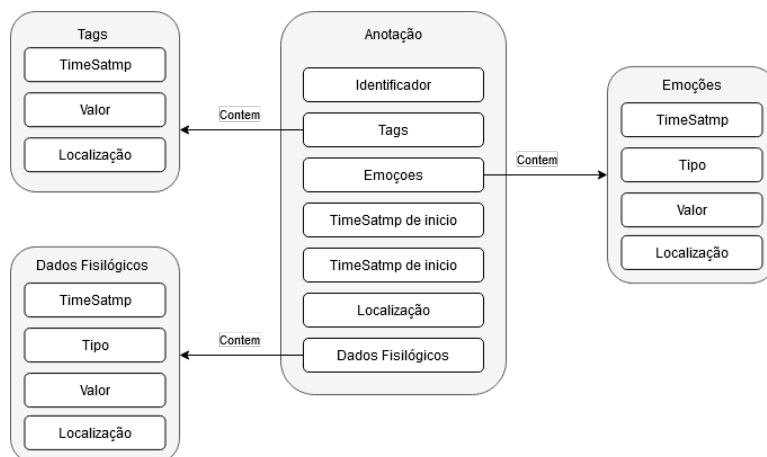 Tags
TimeSatmp
Valor
Localização
Anotação
Identificador
Tags
Emoçoes
TimeSatmp de inicio
TimeSatmp de inicio
Localização
Dados Fisilógicos
Contem
Contem
Contem
Emoções
TimeSatmp
Tipo
Valor
Localização
Dados Fisilógicos
TimeSatmp
Tipo
Valor
Localização